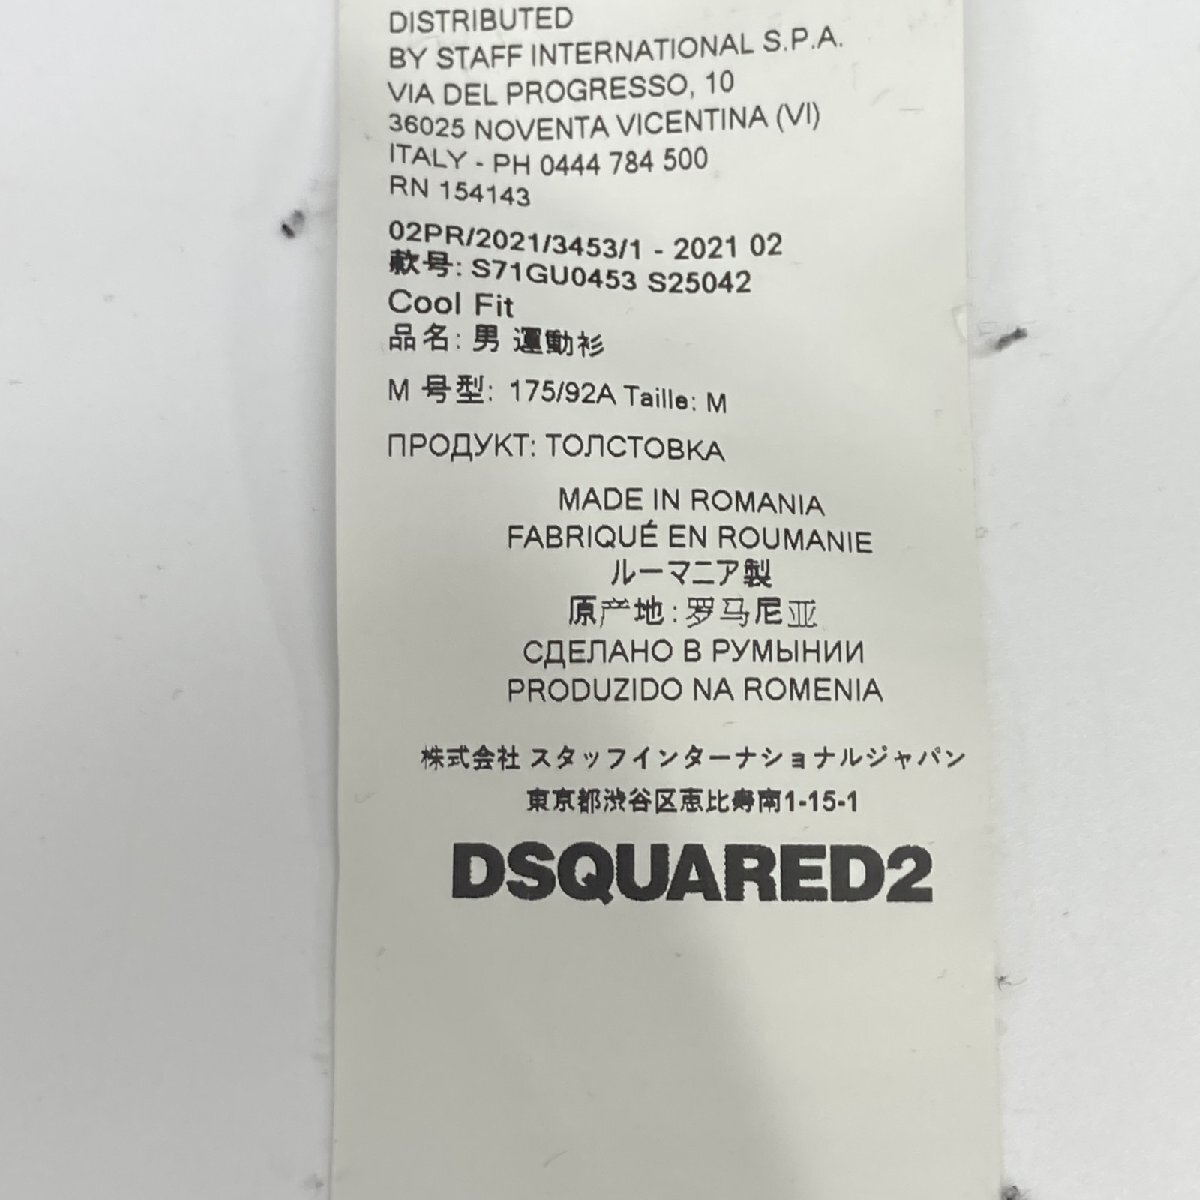 DISTRIBUTED
BY STAFF INTERNATIONAL S.P.A.
VIA DEL PROGRESSO, 10
36025 NOVENTA VICENTINA (VI)
ITALY - PH 0444 784 500
RN 154143
02PR/2021/3453/1 - 2021 02
款号: S71GU0453 S25042
Cool Fit
品名: 男 運動衫
M 号型: 175/92A Taille: M
ПРОДУКТ: ТОЛСТОВКА
MADE IN ROMANIA
FABRIQUÉ EN ROUMANIE
ルーマニア製
原产地: 罗马尼亚
СДЕЛАНО В РУМЫНИИ
PRODUZIDO NA ROMENIA
株式会社 スタッフインターナショナルジャパン
東京都渋谷区恵比寿南1-15-1
DSQUARED2